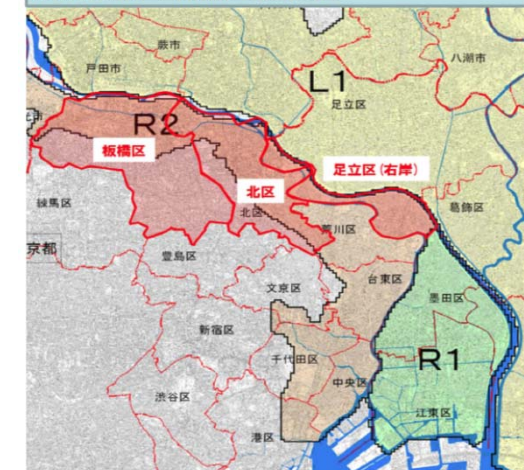 蕨市
戸田市
八潮市
L1
足立区
R2
板橋区
足立区(右岸)
北区
練馬区
北区
荒川区
葛飾区
京都
豊島区
台東区
文京区
墨田区
新宿区
千代田区
R1
中央区
渋谷区
江東区
港区